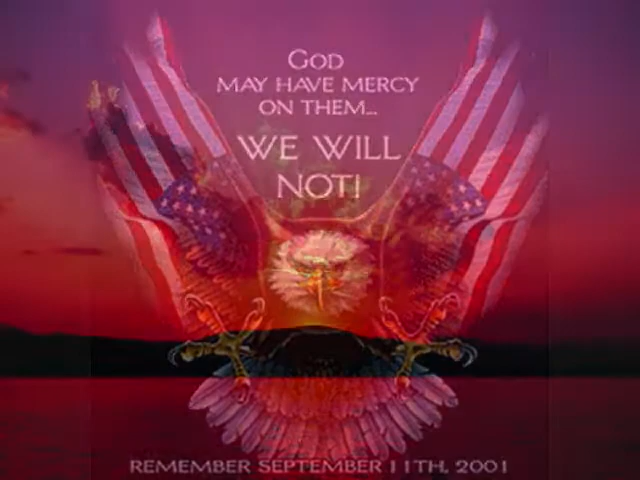 GOD
MAY HAVE MERCY
ON THEM...
WE WILL
NOT!
REMEMBER SEPTEMBER 11TH, 2001